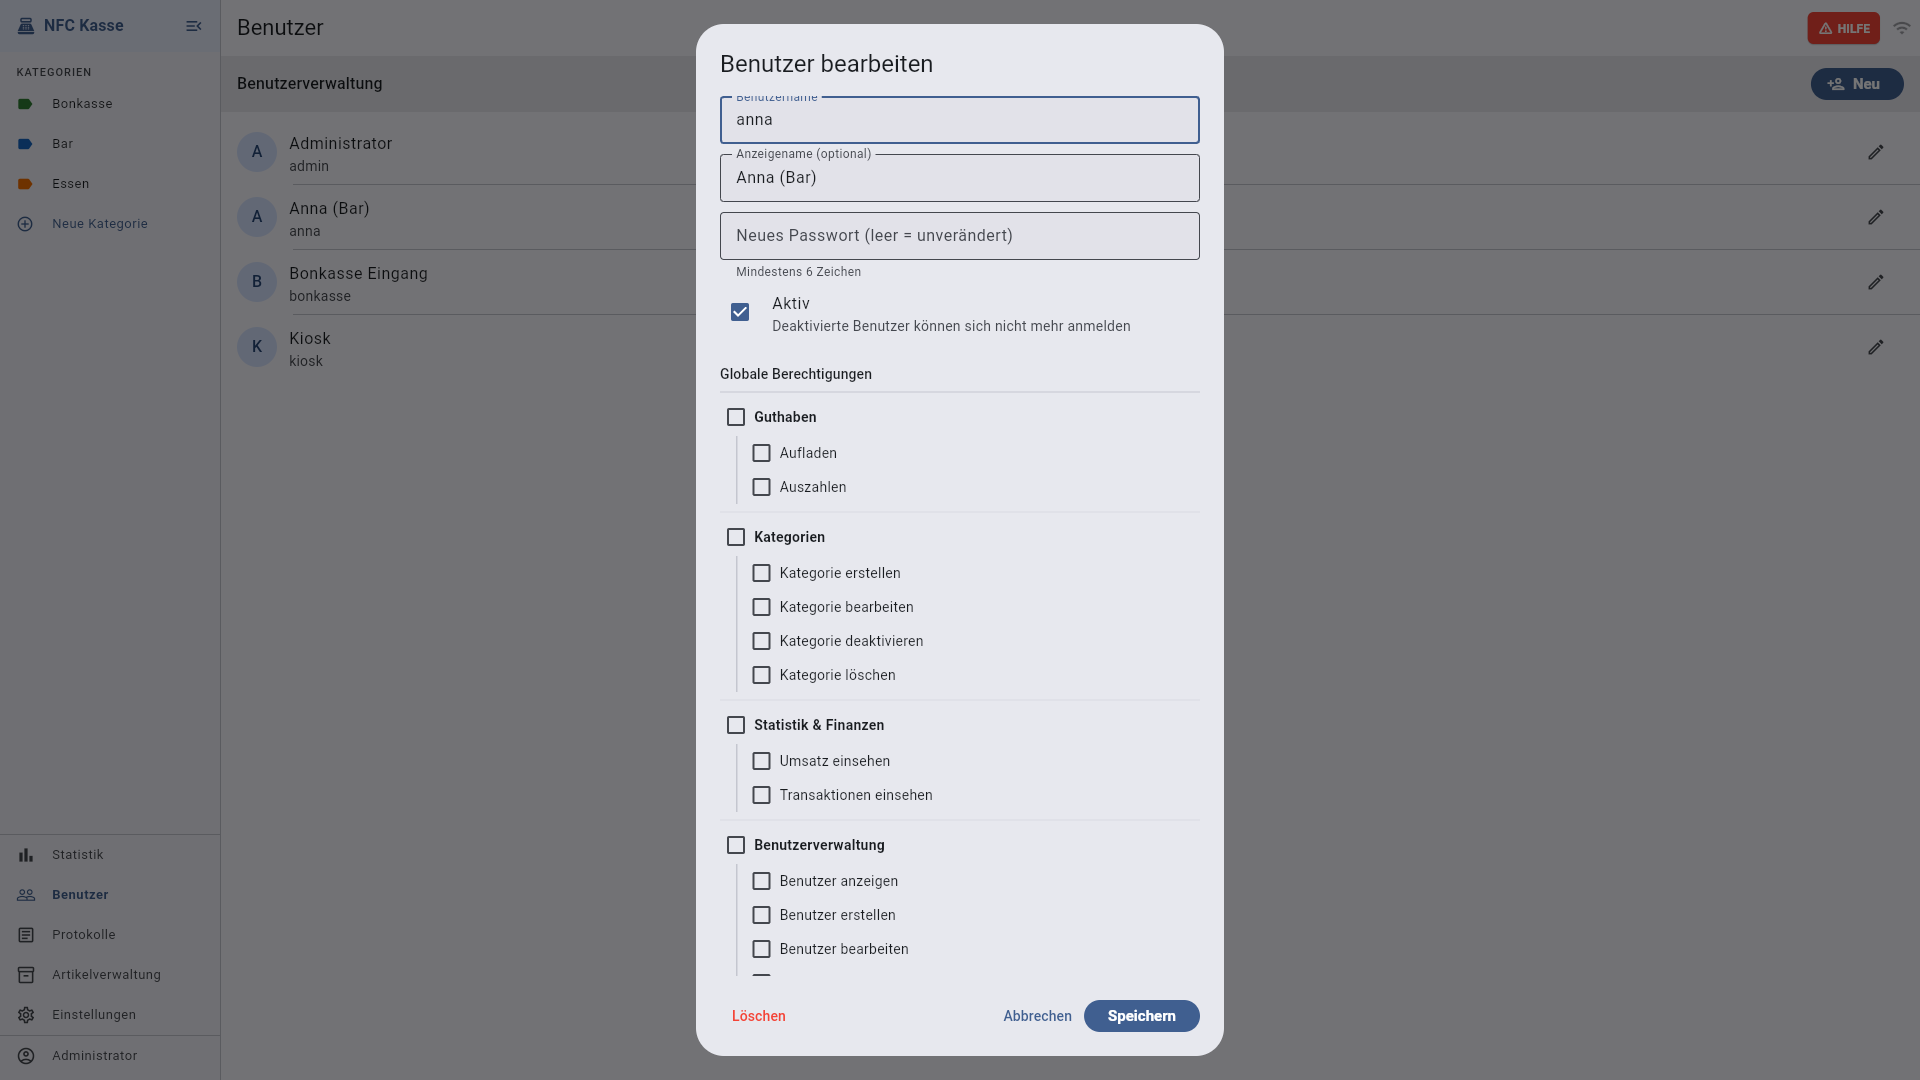 NFC Kasse
KATEGORIEN
Bonkasse
Bar
Essen
Neue Kategorie
Statistik
Benutzer
Protokolle
Artikelverwaltung
Einstellungen
Administrator
Benutzer
HILFE
Benutzerverwaltung
Neu
A
Administrator
admin
A
Anna (Bar)
anna
B
Bonkasse Eingang
bonkasse
K
Kiosk
kiosk
Benutzer bearbeiten
Benutzername
anna
Anzeigename (optional)
Anna (Bar)
Neues Passwort (leer = unverändert)
Mindestens 6 Zeichen
Aktiv
Deaktivierte Benutzer können sich nicht mehr anmelden
Globale Berechtigungen
Guthaben
Aufladen
Auszahlen
Kategorien
Kategorie erstellen
Kategorie bearbeiten
Kategorie deaktivieren
Kategorie löschen
Statistik & Finanzen
Umsatz einsehen
Transaktionen einsehen
Benutzerverwaltung
Benutzer anzeigen
Benutzer erstellen
Benutzer bearbeiten
Löschen
Abbrechen
Speichern